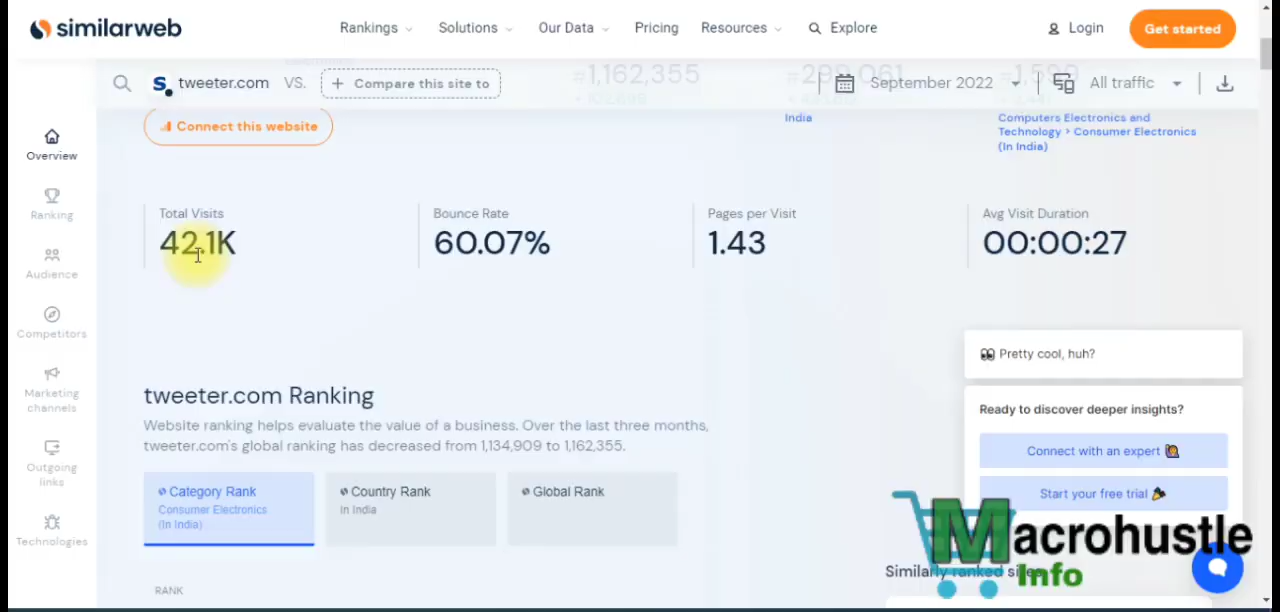 similarweb
Rankings
Solutions
Our Data
Pricing
Resources
Explore
Login
Get started
tweeter.com
VS.
+ Compare this site to
#1,162,355
September 2022
All traffic
Connect this website
India
Computers Electronics and
Technology > Consumer Electronics
(In India)
Overview
Ranking
Audience
Competitors
Marketing
channels
Outgoing
links
Technologies
Total Visits
42.1K
Bounce Rate
60.07%
Pages per Visit
1.43
Avg Visit Duration
00:00:27
Pretty cool, huh?
Ready to discover deeper insights?
Connect with an expert
Start your free trial
tweeter.com Ranking
Website ranking helps evaluate the value of a business. Over the last three months,
tweeter.com's global ranking has decreased from 1,134,909 to 1,162,355.
Category Rank
Consumer Electronics
(In India)
Country Rank
In India
Global Rank
RANK
Similarly ranked sites
Macrohustle
Info